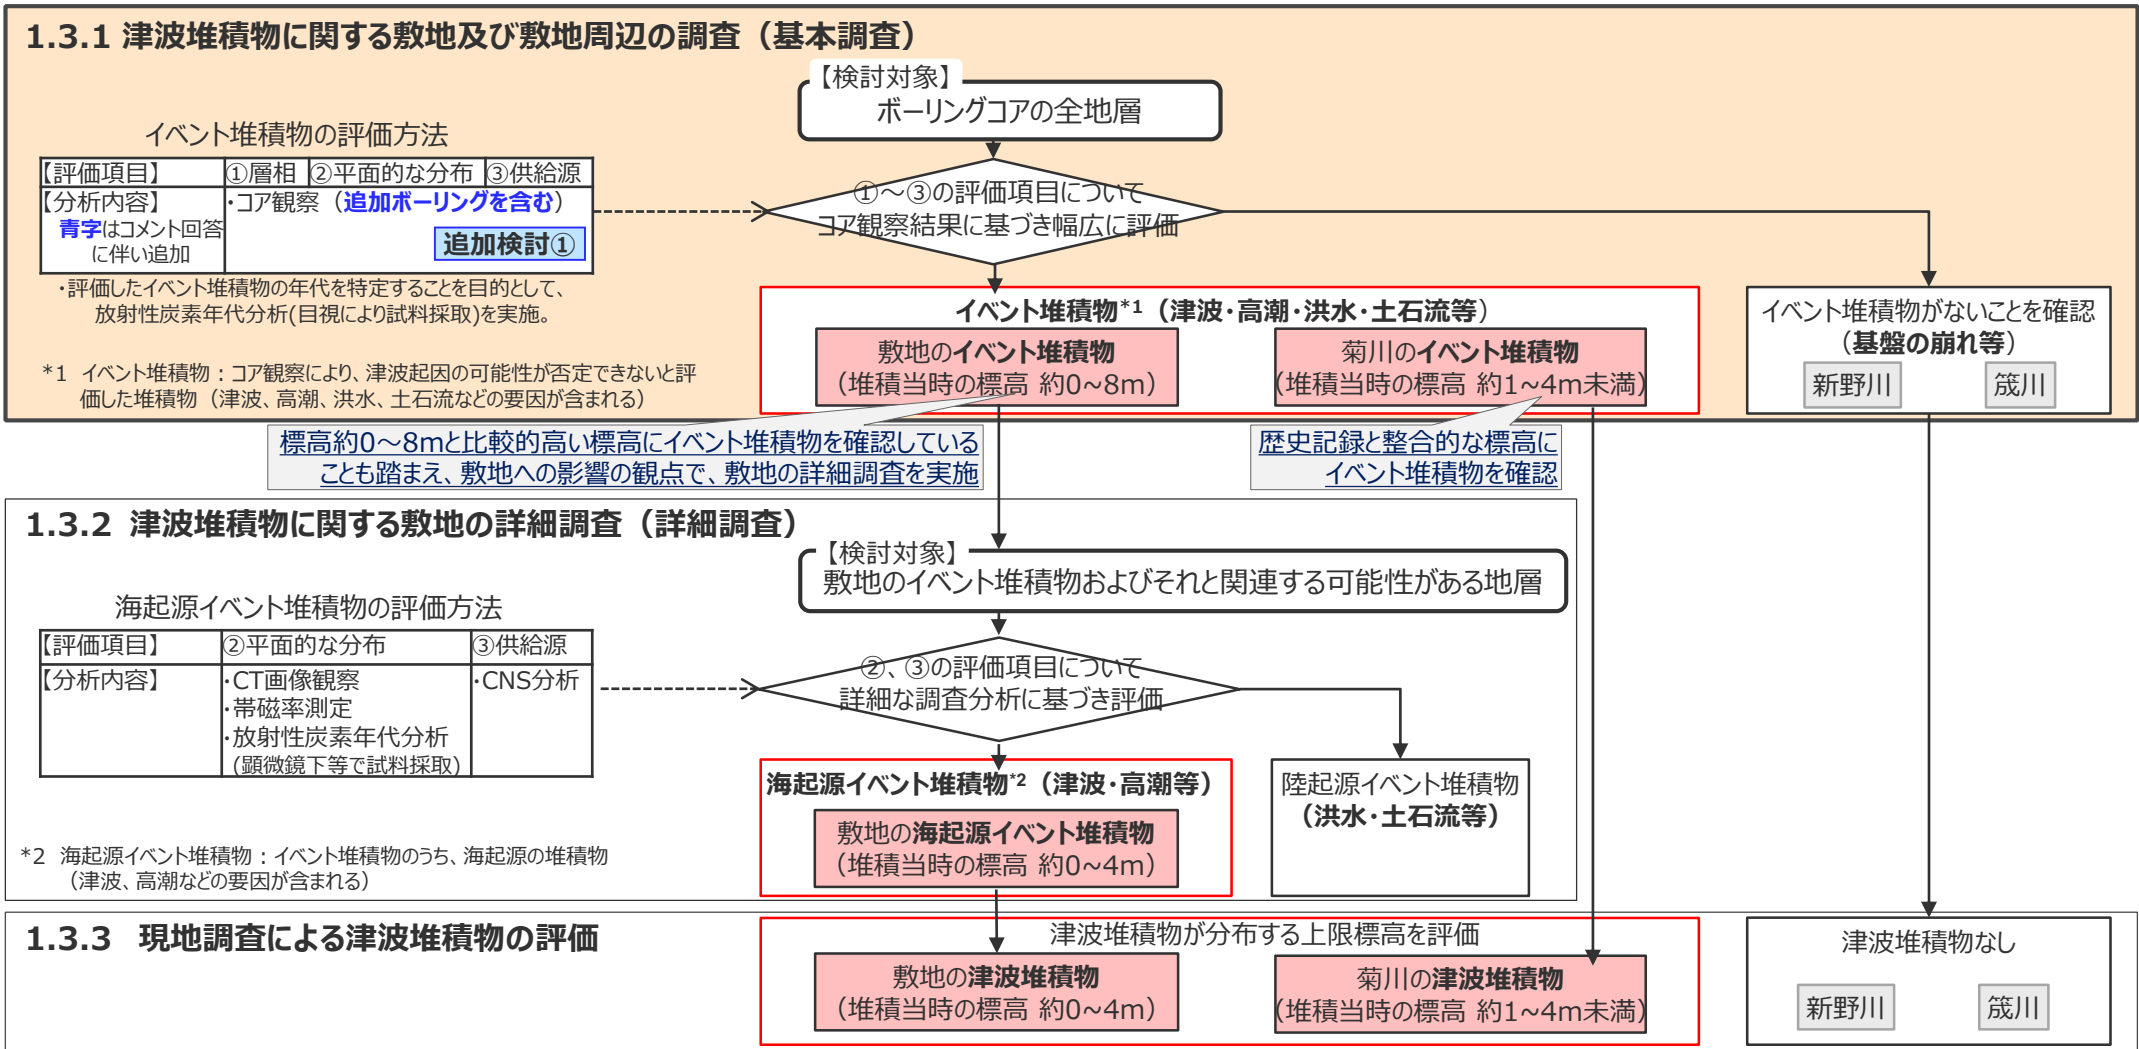 1.3.1 津波堆積物に関する敷地及び敷地周辺の調査（基本調査）
【検討対象】
ボーリングコアの全地層
イベント堆積物の評価方法
【評価項目】 ①層相 ②平面的な分布 ③供給源
【分析内容】 ・コア観察（追加ボーリングを含む）
青字はコメント回答
に伴い追加
追加検討①
・評価したイベント堆積物の年代を特定することを目的として、
放射性炭素年代分析(目視により試料採取)を実施。
*1 イベント堆積物：コア観察により、津波起因の可能性が否定できないと評
価した堆積物（津波、高潮、洪水、土石流などの要因が含まれる）
①～③の評価項目について
コア観察結果に基づき幅広に評価
イベント堆積物*1（津波・高潮・洪水・土石流等）
敷地のイベント堆積物
（堆積当時の標高 約0~8m）
菊川のイベント堆積物
（堆積当時の標高 約1~4m未満）
イベント堆積物がないことを確認
（基盤の崩れ等）
新野川 筬川
標高約0～8mと比較的高い標高にイベント堆積物を確認している
ことも踏まえ、敷地への影響の観点で、敷地の詳細調査を実施
歴史記録と整合的な標高に
イベント堆積物を確認
1.3.2 津波堆積物に関する敷地の詳細調査（詳細調査）
【検討対象】
敷地のイベント堆積物およびそれと関連する可能性がある地層
海起源イベント堆積物の評価方法
【評価項目】 ②平面的な分布 ③供給源
【分析内容】 ・CT画像観察 ・CNS分析
・帯磁率測定
・放射性炭素年代分析
(顕微鏡下等で試料採取)
*2 海起源イベント堆積物：イベント堆積物のうち、海起源の堆積物
（津波、高潮などの要因が含まれる）
②、③の評価項目について
詳細な調査分析に基づき評価
海起源イベント堆積物*2（津波・高潮等）
敷地の海起源イベント堆積物
（堆積当時の標高 約0~4m）
陸起源イベント堆積物
（洪水・土石流等）
1.3.3 現地調査による津波堆積物の評価
津波堆積物が分布する上限標高を評価
敷地の津波堆積物
（堆積当時の標高 約0~4m）
菊川の津波堆積物
（堆積当時の標高 約1~4m未満）
津波堆積物なし
新野川 筬川